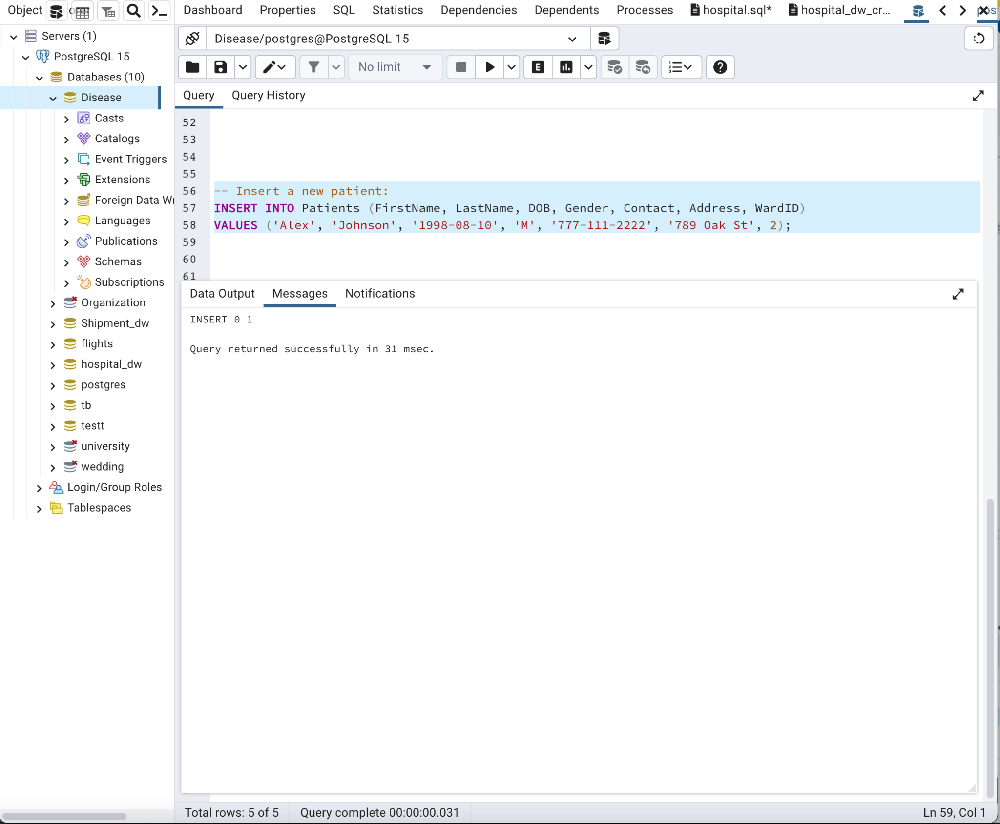 Object
Dashboard Properties SQL Statistics Dependencies Dependents Processes hospital.sql* hospital_dw_cr... pos
Servers (1)
PostgreSQL 15
Databases (10)
Disease
Casts
Catalogs
Event Triggers
Extensions
Foreign Data Wr
Languages
Publications
Schemas
Subscriptions
Organization
Shipment_dw
flights
hospital_dw
postgres
tb
testt
university
wedding
Login/Group Roles
Tablespaces
Disease/postgres@PostgreSQL 15
No limit
E
Query Query History
52
53
54
55
56 -- Insert a new patient:
57 INSERT INTO Patients (FirstName, LastName, DOB, Gender, Contact, Address, WardID)
58 VALUES ('Alex', 'Johnson', '1998-08-10', 'M', '777-111-2222', '789 Oak St', 2);
59
60
61
Data Output Messages Notifications
INSERT 0 1
Query returned successfully in 31 msec.
Total rows: 5 of 5 Query complete 00:00:00.031 Ln 59, Col 1